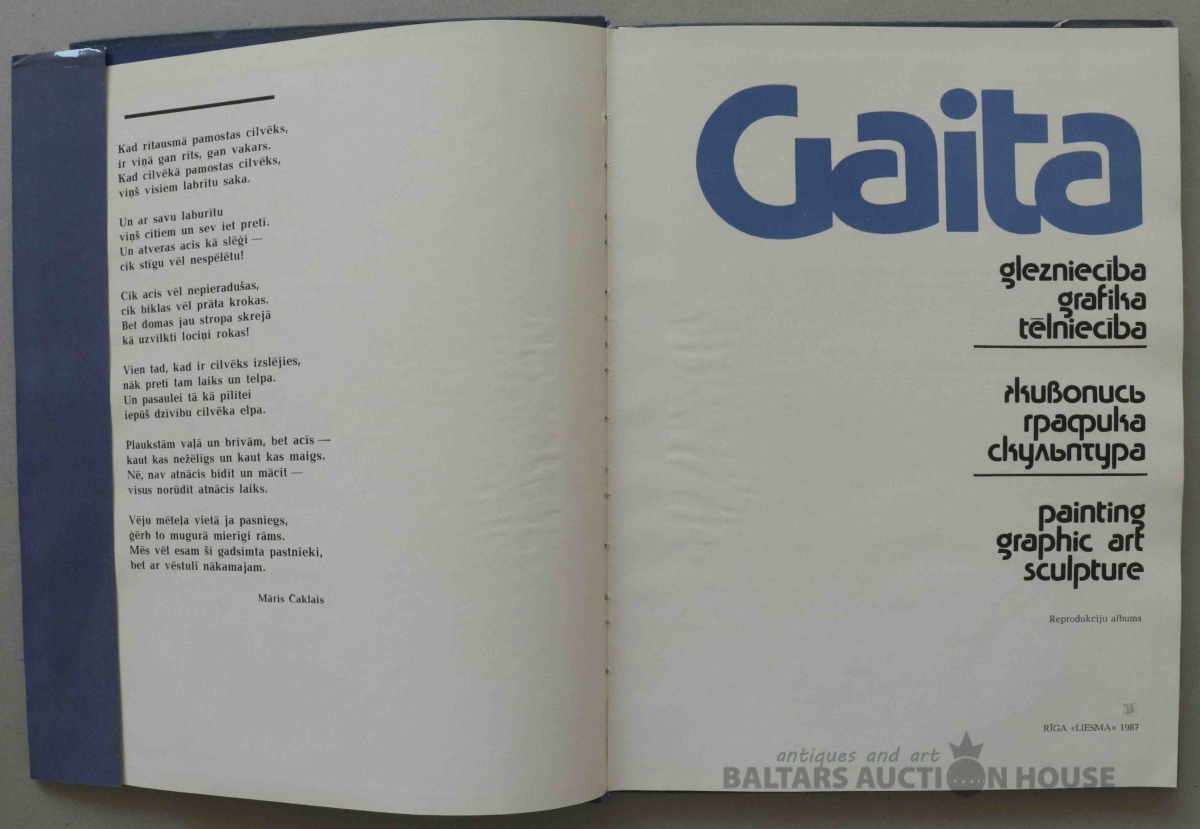 Kad rītausmā pamostas cilvēks,
ir viņā gan rīts, gan vakars.
Kad cilvēkā pamostas cilvēks,
viņš visiem labrītu saka.
Un ar savu laburītu
viņš citiem un sev iet pretī.
Un atveras acis kā slēģi —
cik stīgu vēl nespēlētu!
Cik acis vēl nepieradušas,
cik biklas vēl prāta krokas.
Bet domas jau stropa skrejā
kā uzvilkti lociņi rokas!
Vien tad, kad ir cilvēks izslējies,
nāk pretī tam laiks un telpa.
Un pasaulei tā kā pīlītei
iepūš dzīvību cilvēka elpa.
Plaukstām vaļā un brīvām, bet acis —
kaut kas nežēlīgs un kaut kas maigs.
Nē, nav atnācis bīdīt un mācīt —
visus norūdīt atnācis laiks.
Vēju mēteļa vietā ja pasniegs,
ģērb to mugurā mierīgi rāms.
Mēs vēl esam šī gadsimta pastnieki,
bet ar vēstuli nākamajam.
Māris Čaklais
Gaita
glezniecība
grafika
tēlniecība
живопись
графика
скульптура
painting
graphic art
sculpture
Reprodukciju albums
RĪGA «LIESMA» 1987
antiques and art
BALTARS AUCTION HOUSE